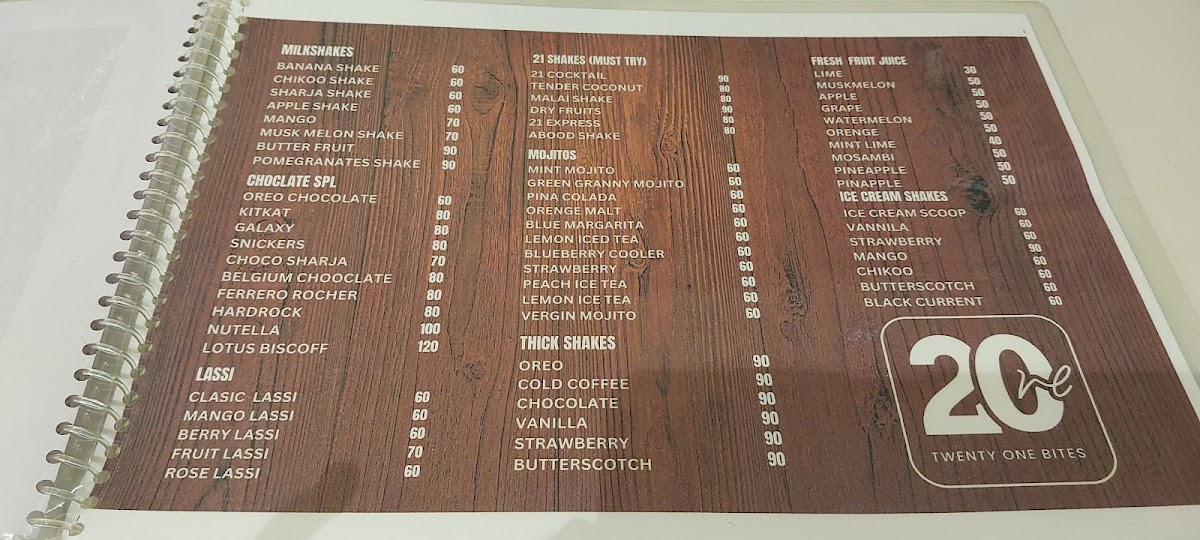 MILKSHAKES
BANANA SHAKE 60
CHIKOO SHAKE 60
SHARJA SHAKE 60
APPLE SHAKE 60
MANGO 70
MUSK MELON SHAKE 70
BUTTER FRUIT 90
POMEGRANATES SHAKE 90
CHOCLATE SPL
OREO CHOCOLATE 60
KITKAT 80
GALAXY 80
SNICKERS 80
CHOCO SHARJA 70
BELGIUM CHOOCLATE 80
FERRERO ROCHER 80
HARDROCK 80
NUTELLA 100
LOTUS BISCOFF 120
LASSI
CLASIC LASSI 60
MANGO LASSI 60
BERRY LASSI 60
FRUIT LASSI 70
ROSE LASSI 60
21 SHAKES (MUST TRY)
21 COCKTAIL 90
TENDER COCONUT 80
MALAI SHAKE 80
DRY FRUITS 90
21 EXPRESS 80
ABOOD SHAKE 80
MOJITOS
MINT MOJITO 60
GREEN GRANNY MOJITO 60
PINA COLADA 60
ORENGE MALT 60
BLUE MARGARITA 60
LEMON ICED TEA 60
BLUEBERRY COOLER 60
STRAWBERRY 60
PEACH ICE TEA 60
LEMON ICE TEA 60
VERGIN MOJITO 60
THICK SHAKES
OREO 90
COLD COFFEE 90
CHOCOLATE 90
VANILLA 90
STRAWBERRY 90
BUTTERSCOTCH 90
FRESH FRUIT JUICE
LIME 30
MUSKMELON 50
APPLE 50
GRAPE 50
WATERMELON 50
ORENGE 50
MINT LIME 40
MOSAMBI 50
PINEAPPLE 50
PINAPPLE 50
ICE CREAM SHAKES
ICE CREAM SCOOP 60
VANNILA 60
STRAWBERRY 60
MANGO 90
CHIKOO 60
BUTTERSCOTCH 60
BLACK CURRENT 60
20ne
TWENTY ONE BITES